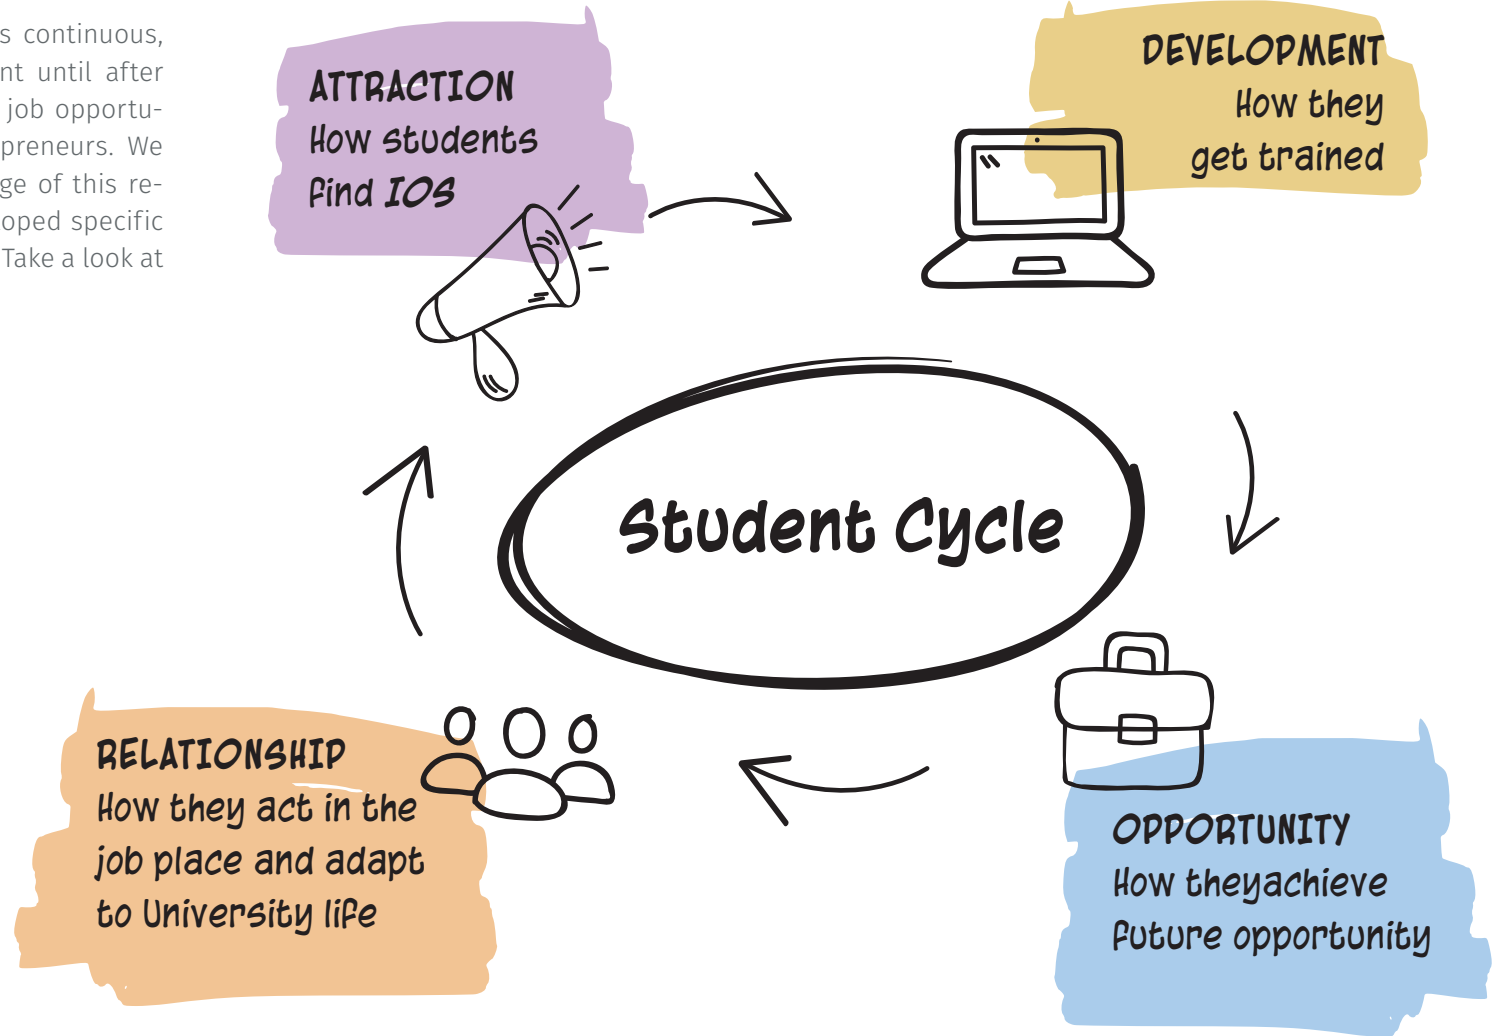 s continuous,
nt until after
job opportu-
preneurs. We
ge of this re-
oped specific
Take a look at
ATTRACTION
How students
find IOS
DEVELOPMENT
How they
get trained
Student Cycle
RELATIONSHIP
How they act in the
job place and adapt
to University life
OPPORTUNITY
How theyachieve
future opportunity